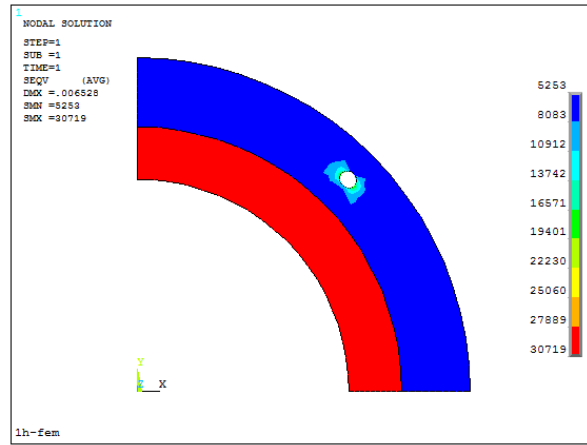 1
NODAL SOLUTION
STEP=1
SUB =1
TIME=1
SEQV (AVG)
DMX =.006528
SMN =5253
SMX =30719
5253
8083
10912
13742
16571
19401
22230
25060
27889
30719
Y
Z X
1h-fem